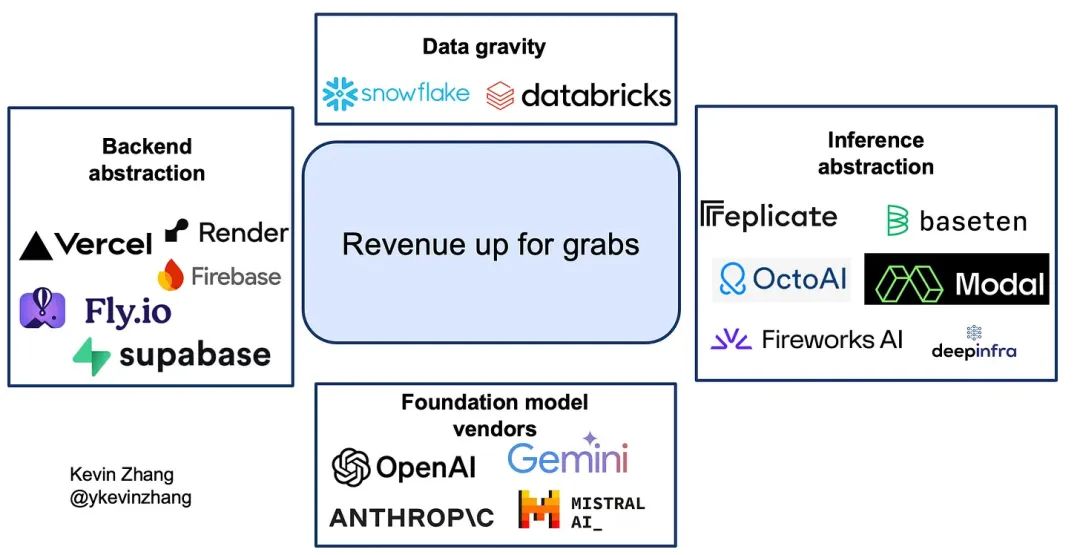 Data gravity
snowflake
databricks
Backend
abstraction
Vercel
Render
Firebase
Fly.io
supabase
Revenue up for grabs
Inference
abstraction
replicate
baseten
OctoAI
Modal
Fireworks AI
deepinfra
Foundation model
vendors
OpenAI
Gemini
ANTHROP\C
MISTRAL
AI_
Kevin Zhang
@ykevinzhang